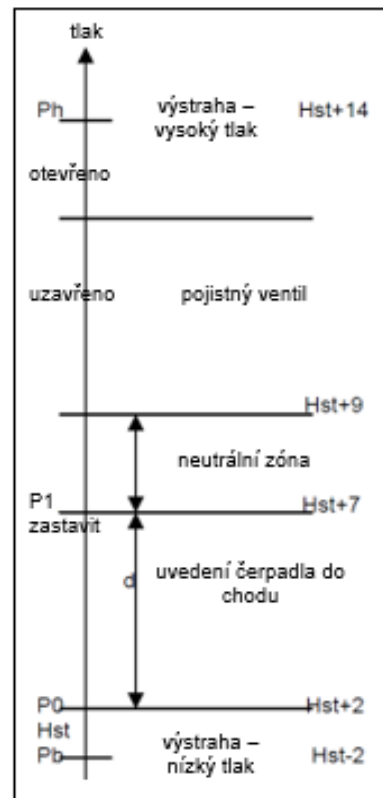 tlak
Ph
výstraha –
vysoký tlak
Hst+14
otevřeno
uzavřeno
pojistný ventil
Hst+9
neutrální zóna
P1
zastavit
Hst+7
d
uvedení čerpadla do
chodu
P0
Hst+2
Hst
Pb
výstraha –
nízký tlak
Hst-2